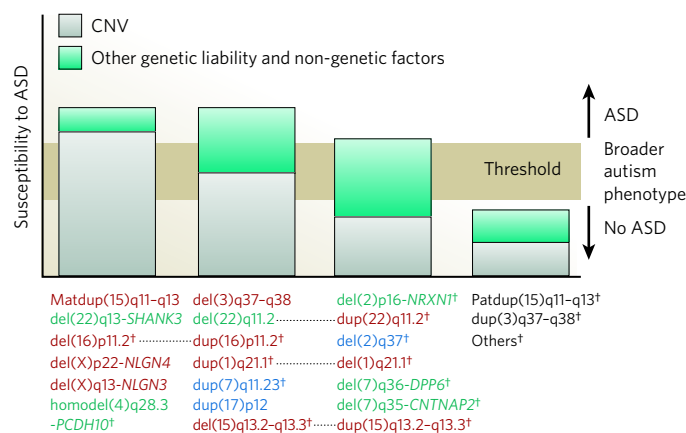 CNV
Other genetic liability and non-genetic factors
Susceptibility to ASD
ASD
Broader
autism
phenotype
Threshold
No ASD
Matdup(15)q11–q13
del(22)q13-SHANK3
del(16)p11.2†
del(X)p22-NLGN4
del(X)q13-NLGN3
homodel(4)q28.3
-PCDH10†
del(3)q37–q38
del(22)q11.2
dup(16)p11.2†
dup(1)q21.1†
dup(7)q11.23†
dup(17)p12
del(15)q13.2–q13.3†
del(2)p16-NRXN1†
dup(22)q11.2†
del(2)q37†
del(1)q21.1†
del(7)q36-DPP6†
del(7)q35-CNTNAP2†
dup(15)q13.2–q13.3†
Patdup(15)q11–q13†
dup(3)q37–q38†
Others†